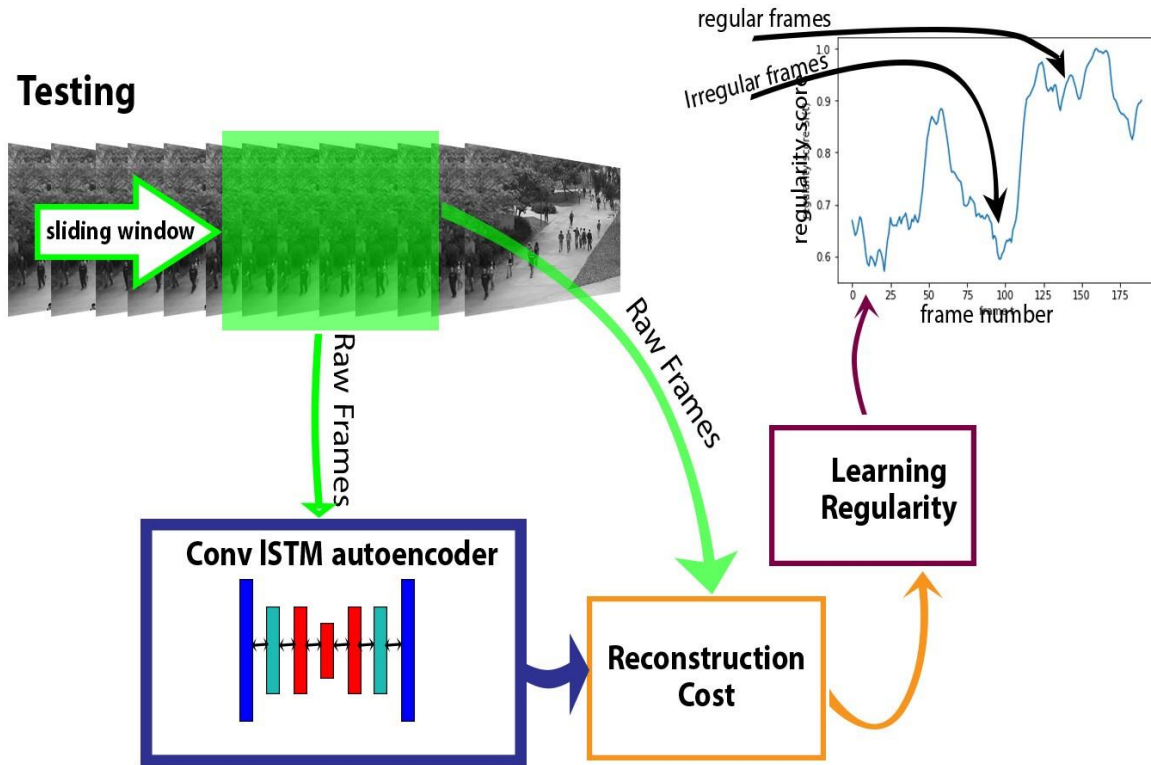 regular frames
Irregular frames
Testing
sliding window
Raw Frames
Raw Frames
Conv lSTM autoencoder
Reconstruction
Cost
Learning
Regularity
regularity score
1.0
0.9
0.8
0.7
0.6
0 25 50 75 100 125 150 175
frame number